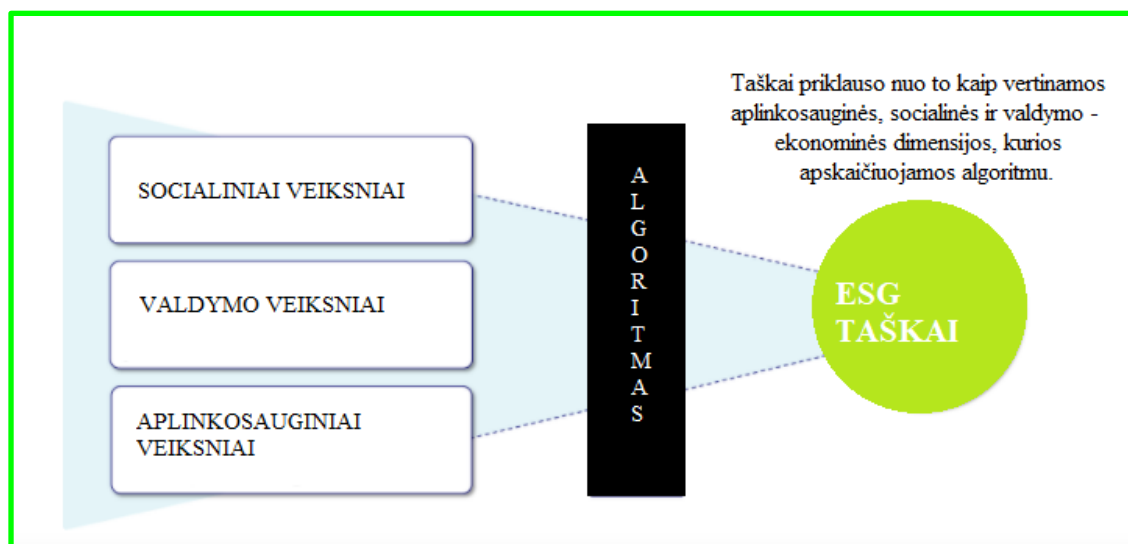 Taškai priklauso nuo to kaip vertinamos
aplinkosauginės, socialinės ir valdymo -
ekonominės dimensijos, kurios
apskaičiuojamos algoritmu.
SOCIALINIAI VEIKSNIAI
VALDYMO VEIKSNIAI
APLINKOSAUGINIAI
VEIKSNIAI
ALGORITMAS
ESG
TAŠKAI